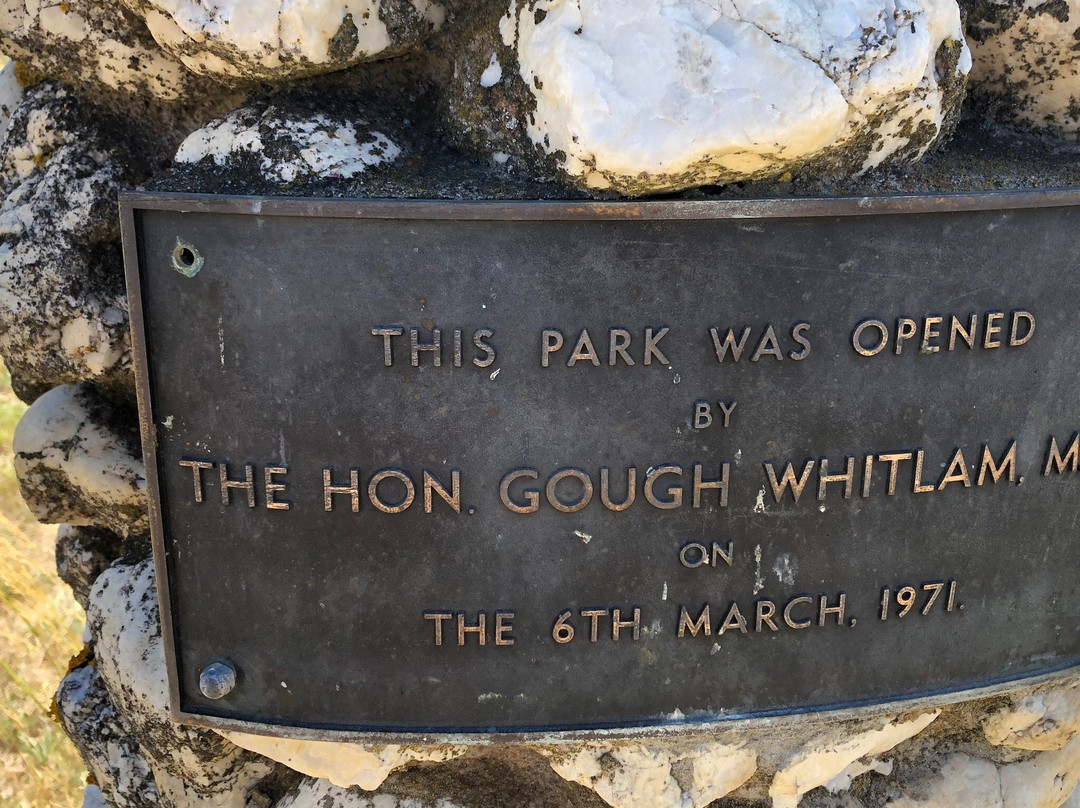 THIS PARK WAS OPENED
BY
THE HON. GOUGH WHITLAM, M
ON
THE 6TH MARCH, 1971.